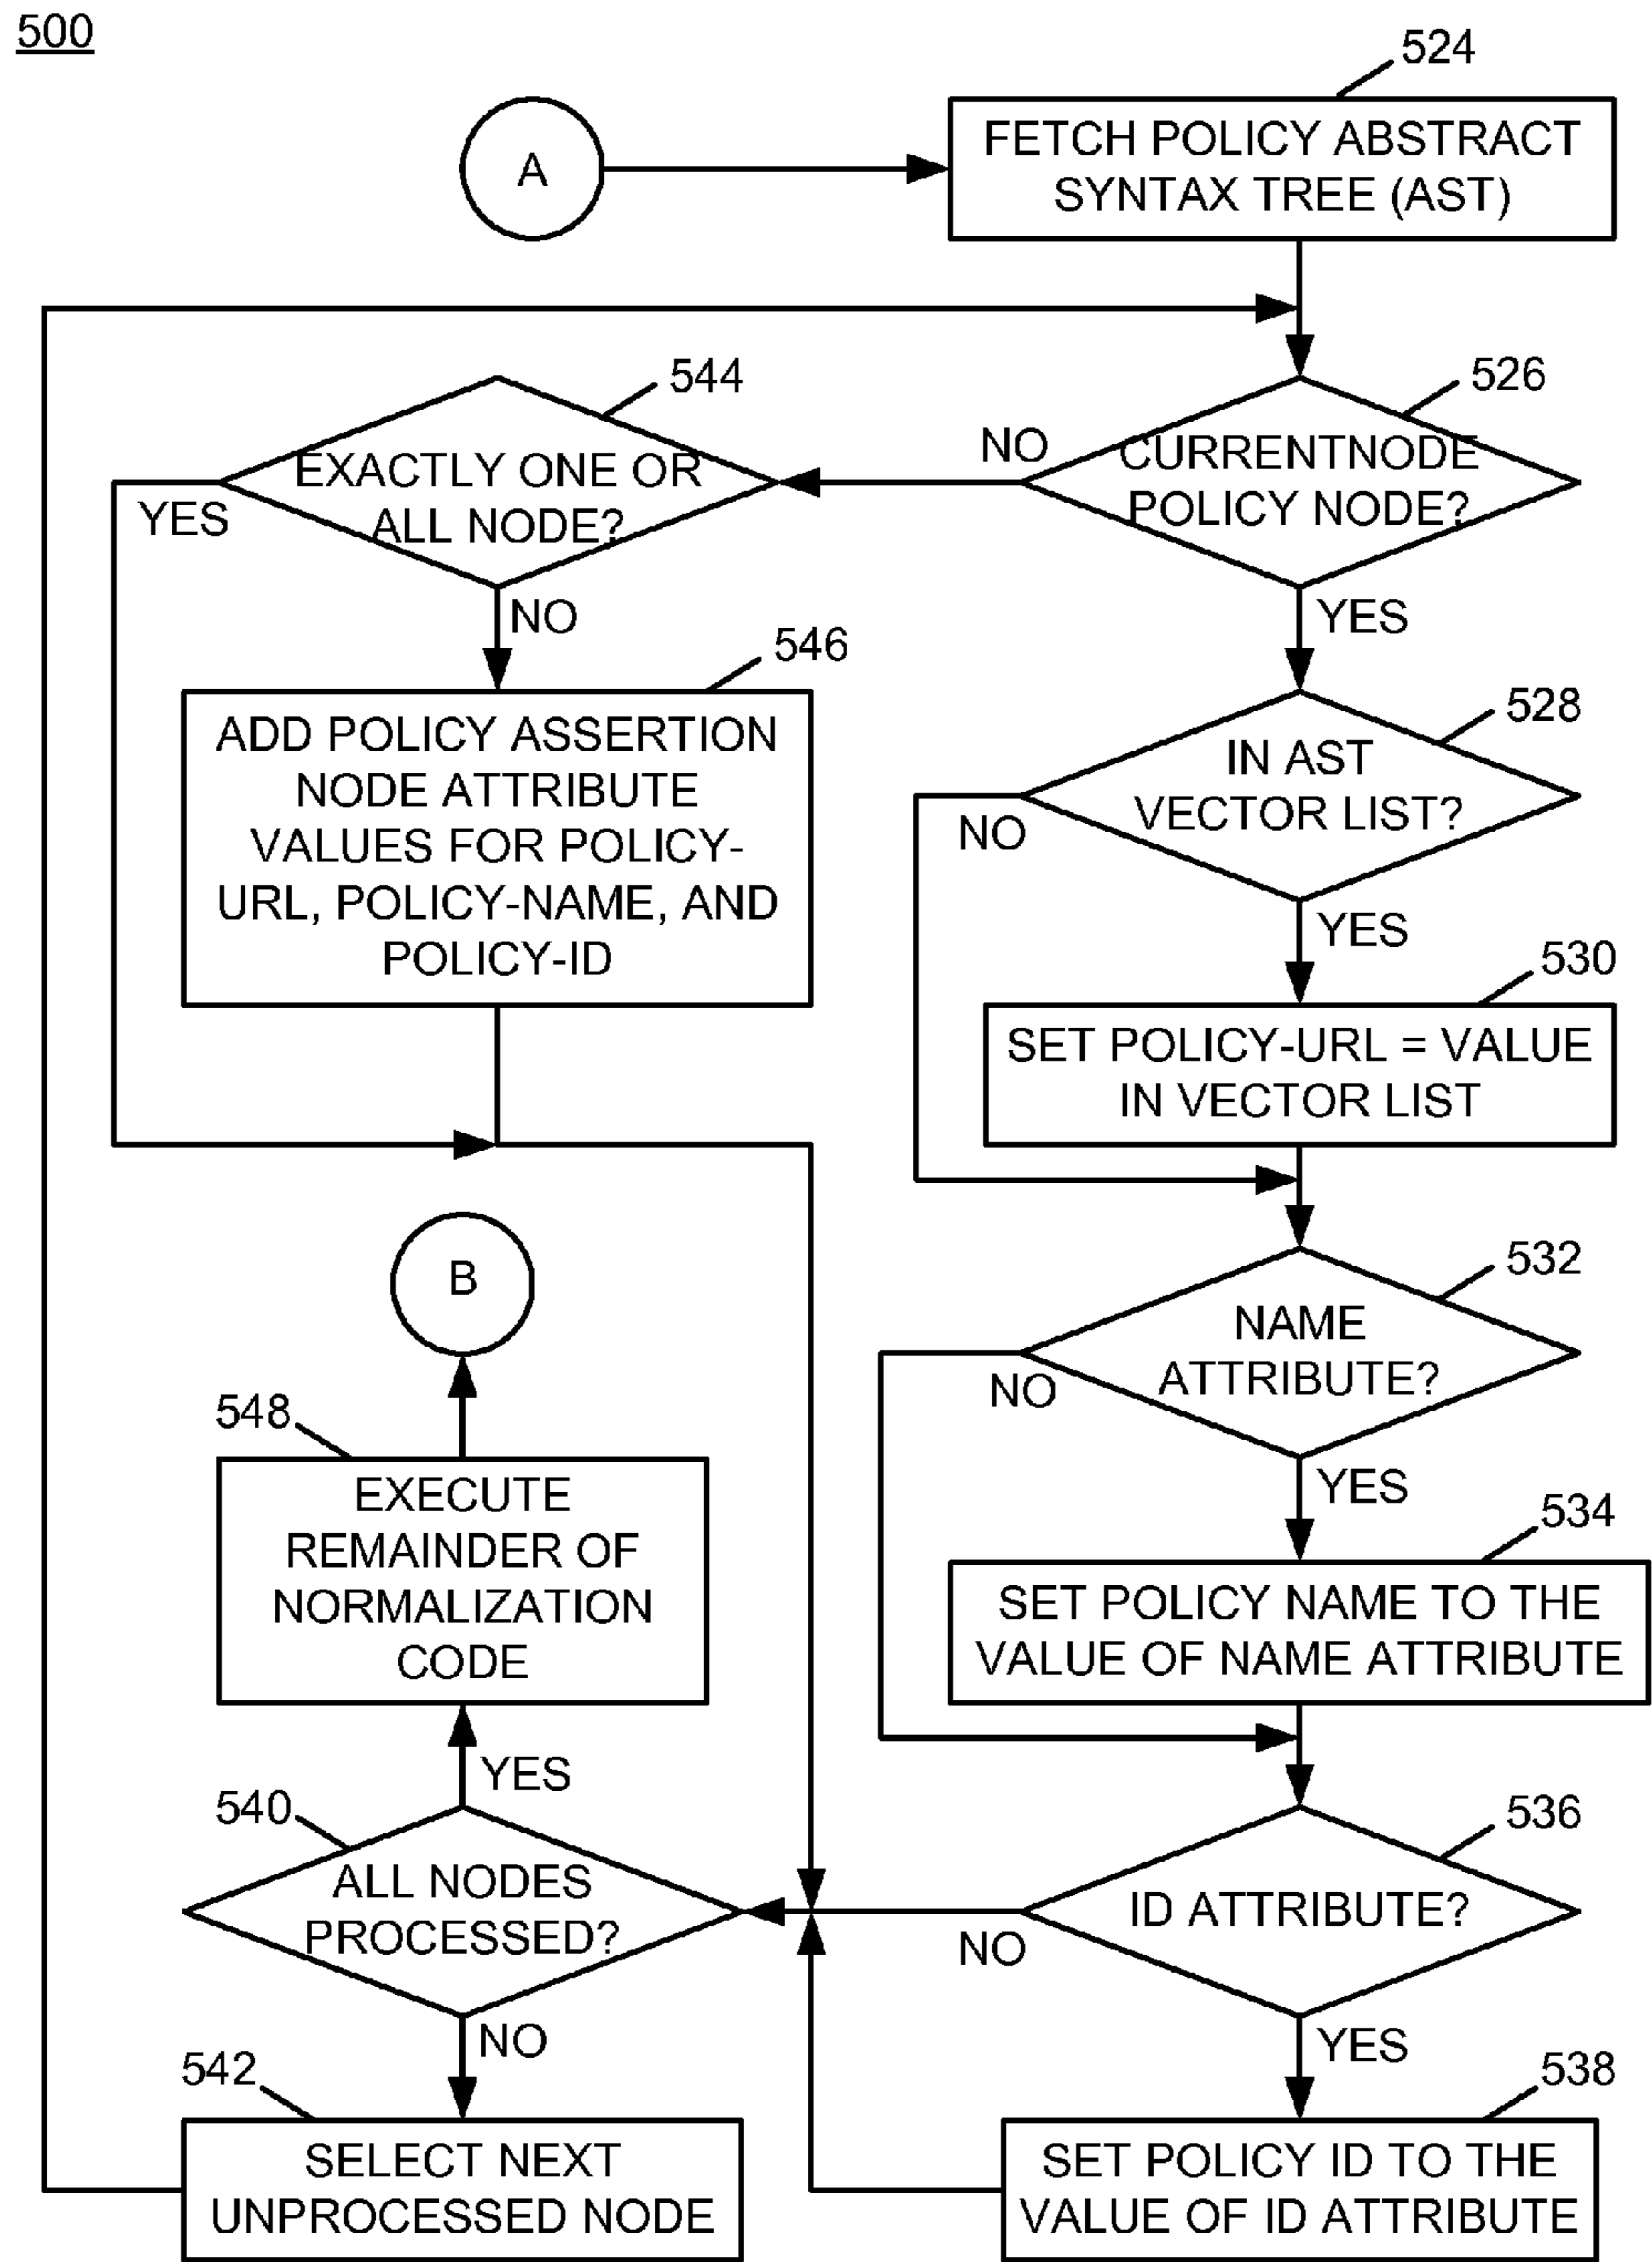 500
524
A
FETCH POLICY ABSTRACT
SYNTAX TREE (AST)
544
526
NO
EXACTLY ONE OR
ALL NODE?
CURRENTNODE
POLICY NODE?
YES
NO
YES
546
528
ADD POLICY ASSERTION
NODE ATTRIBUTE
VALUES FOR POLICY-
URL, POLICY-NAME, AND
POLICY-ID
IN AST
VECTOR LIST?
NO
YES
530
SET POLICY-URL = VALUE
IN VECTOR LIST
B
532
NAME
ATTRIBUTE?
NO
YES
548
534
EXECUTE
REMAINDER OF
NORMALIZATION
CODE
SET POLICY NAME TO THE
VALUE OF NAME ATTRIBUTE
YES
540
536
ALL NODES
PROCESSED?
ID ATTRIBUTE?
NO
NO
YES
542
538
SELECT NEXT
UNPROCESSED NODE
SET POLICY ID TO THE
VALUE OF ID ATTRIBUTE